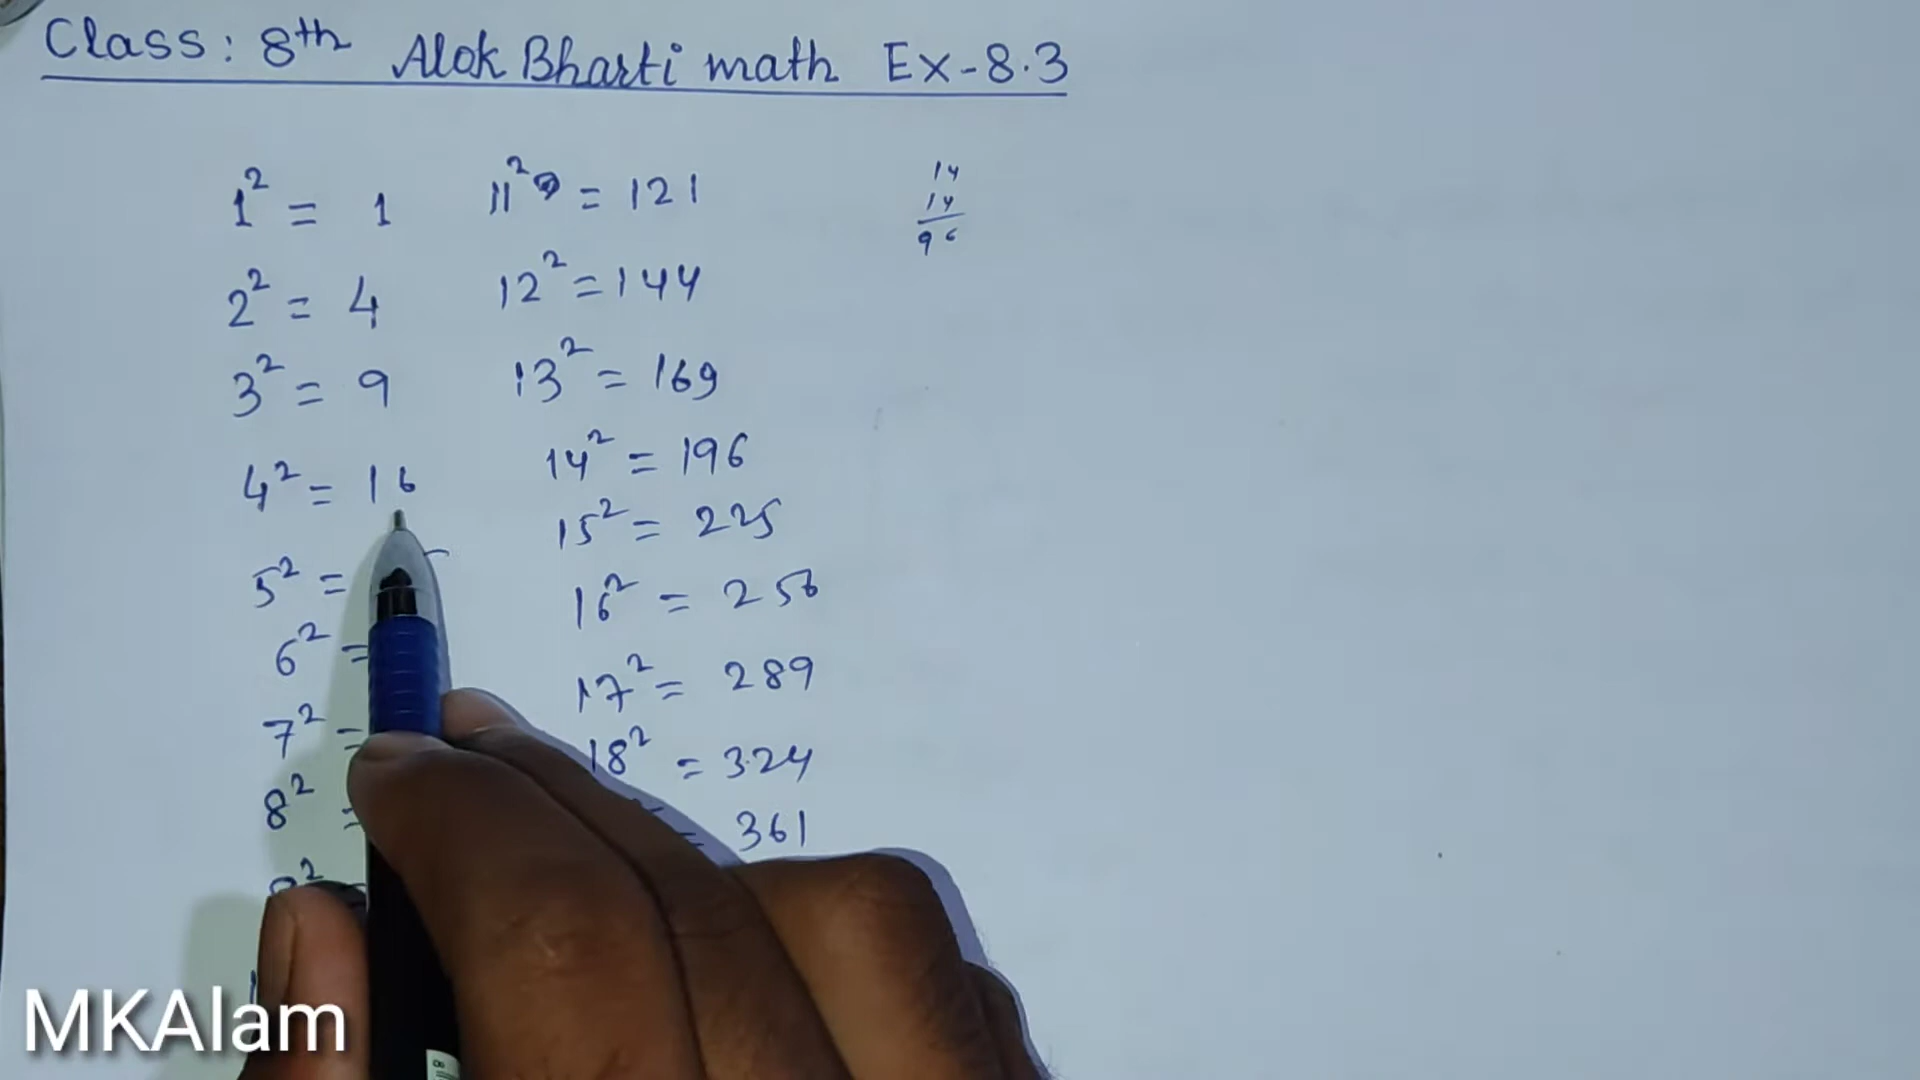 Class: 8th Alok Bharti math Ex-8.3
1² = 1
2² = 4
3² = 9
4² = 16
5² =
6² =
7² =
8² =
11² = 121
12² = 144
13² = 169
14² = 196
15² = 225
16² = 256
17² = 289
18² = 324
= 361
14
14
96
MKAlam